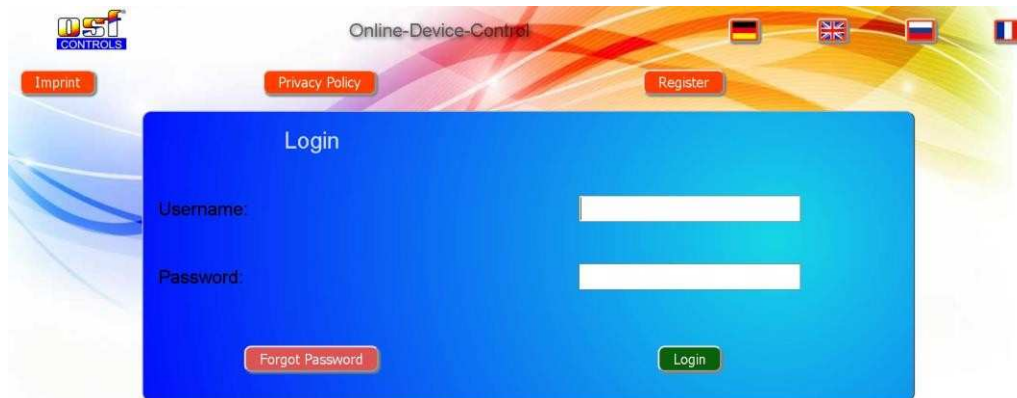 osf
CONTROLS
Online-Device-Control
Imprint
Privacy Policy
Register
Login
Username:
Password:
Forgot Password
Login